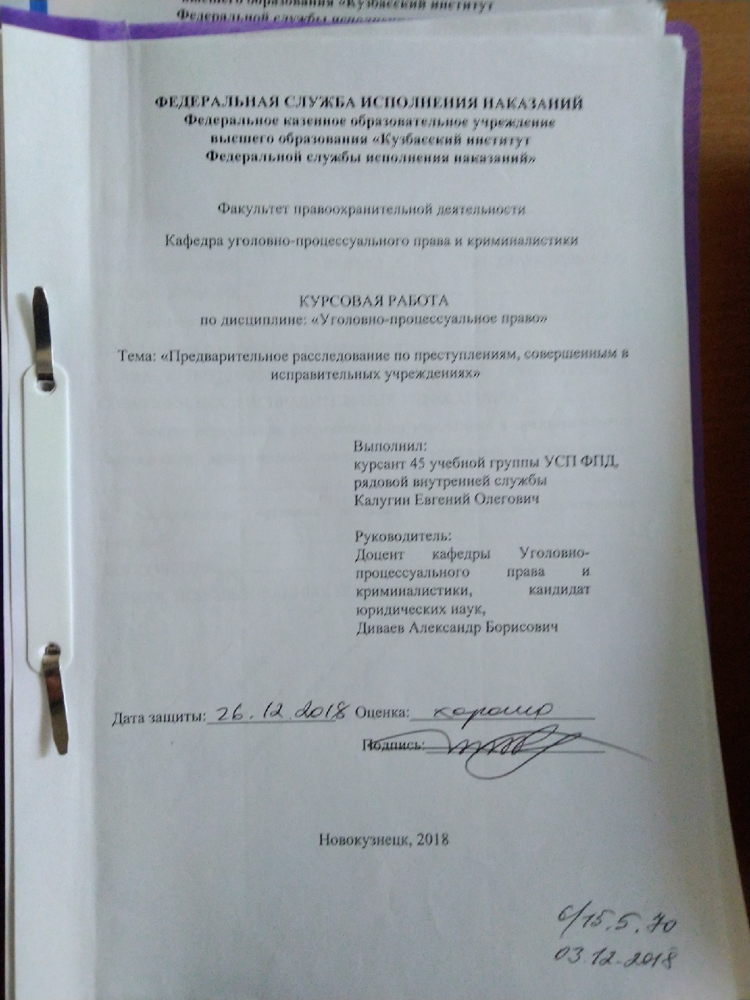 высшего образования «Кузбасский институт
Федеральной службы исполнения
ФЕДЕРАЛЬНАЯ СЛУЖБА ИСПОЛНЕНИЯ НАКАЗАНИЙ
Федеральное казенное образовательное учреждение
высшего образования «Кузбасский институт
Федеральной службы исполнения наказаний»
Факультет правоохранительной деятельности
Кафедра уголовно-процессуального права и криминалистики
КУРСОВАЯ РАБОТА
по дисциплине: «Уголовно-процессуальное право»
Тема: «Предварительное расследование по преступлениям, совершенным в
исправительных учреждениях»
Выполнил:
курсант 45 учебной группы УСП ФПД,
рядовой внутренней службы
Калугин Евгений Олегович
Руководитель:
Доцент кафедры Уголовно-
процессуального права и
криминалистики, кандидат
юридических наук,
Диваев Александр Борисович
Дата защиты: 26.12.2018 Оценка: хорошо
Подпись:
Новокузнецк, 2018
6/15.5.70
03.12.2018